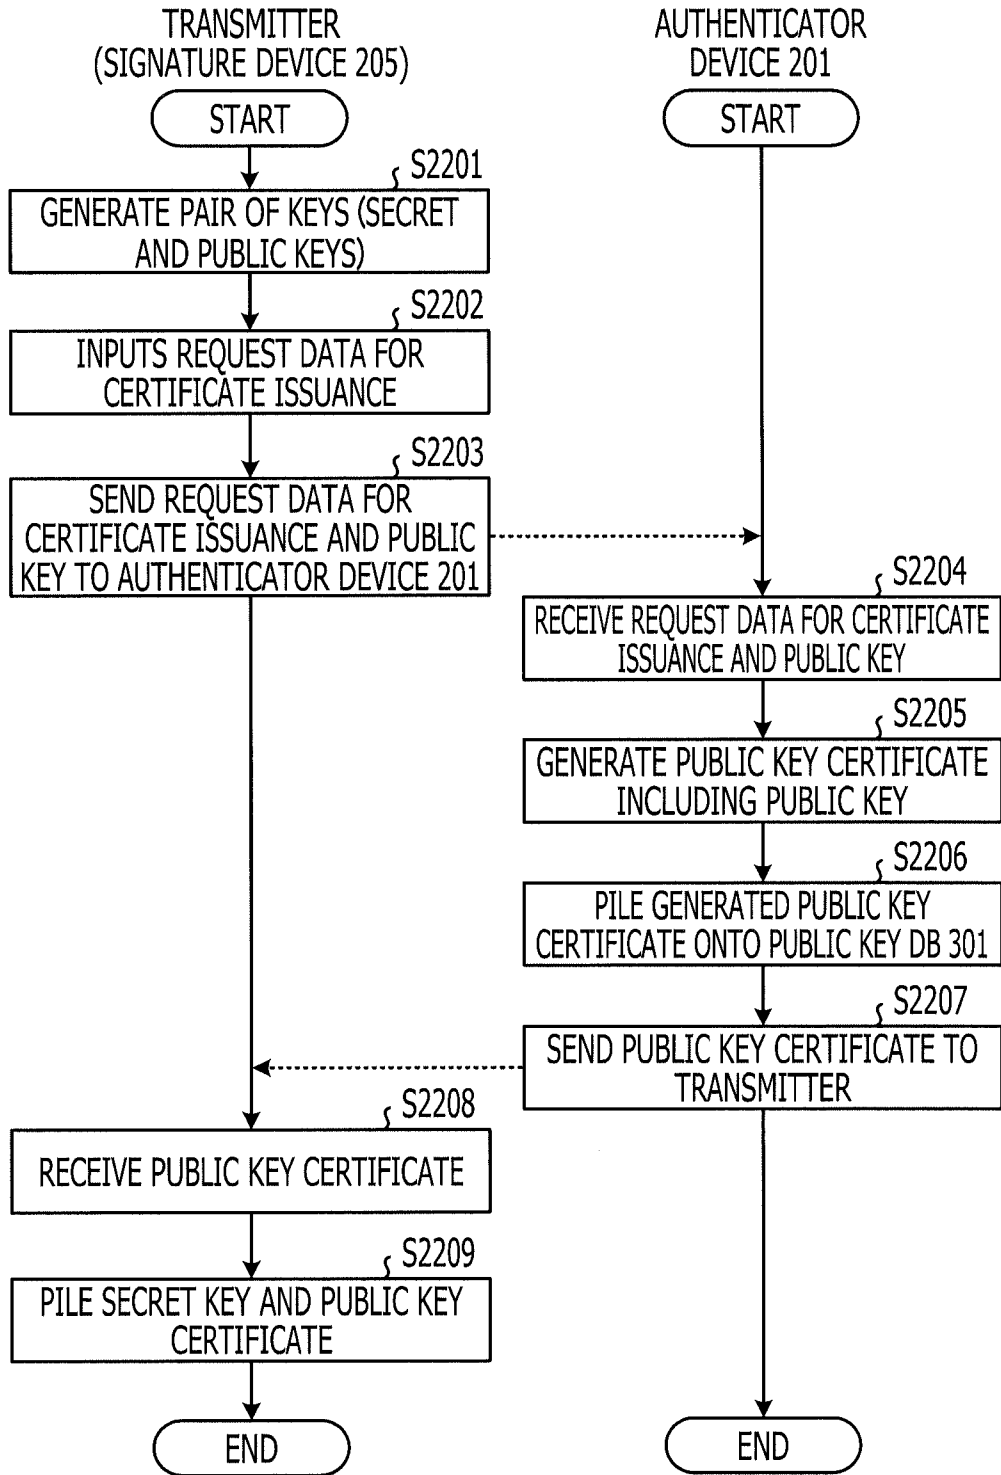 TRANSMITTER
(SIGNATURE DEVICE 205)
START
S2201
GENERATE PAIR OF KEYS (SECRET
AND PUBLIC KEYS)
S2202
INPUTS REQUEST DATA FOR
CERTIFICATE ISSUANCE
S2203
SEND REQUEST DATA FOR
CERTIFICATE ISSUANCE AND PUBLIC
KEY TO AUTHENTICATOR DEVICE 201
AUTHENTICATOR
DEVICE 201
START
S2204
RECEIVE REQUEST DATA FOR CERTIFICATE
ISSUANCE AND PUBLIC KEY
S2205
GENERATE PUBLIC KEY CERTIFICATE
INCLUDING PUBLIC KEY
S2206
PILE GENERATED PUBLIC KEY
CERTIFICATE ONTO PUBLIC KEY DB 301
S2207
SEND PUBLIC KEY CERTIFICATE TO
TRANSMITTER
S2208
RECEIVE PUBLIC KEY CERTIFICATE
S2209
PILE SECRET KEY AND PUBLIC KEY
CERTIFICATE
END
END